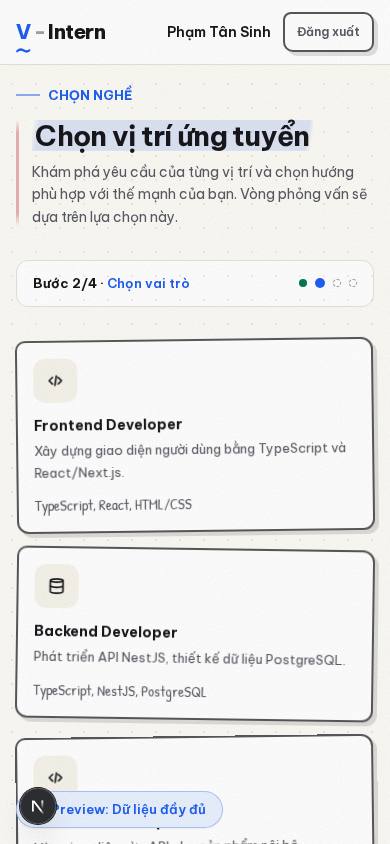 V - Intern
Phạm Tân Sinh
Đăng xuất
CHỌN NGHỀ
Chọn vị trí ứng tuyển
Khám phá yêu cầu của từng vị trí và chọn hướng
phù hợp với thế mạnh của bạn. Vòng phỏng vấn sẽ
dựa trên lựa chọn này.
Bước 2/4 · Chọn vai trò
Frontend Developer
Xây dựng giao diện người dùng bằng TypeScript và
React/Next.js.
TypeScript, React, HTML/CSS
Backend Developer
Phát triển API NestJS, thiết kế dữ liệu PostgreSQL.
TypeScript, NestJS, PostgreSQL
N
Preview: Dữ liệu đầy đủ